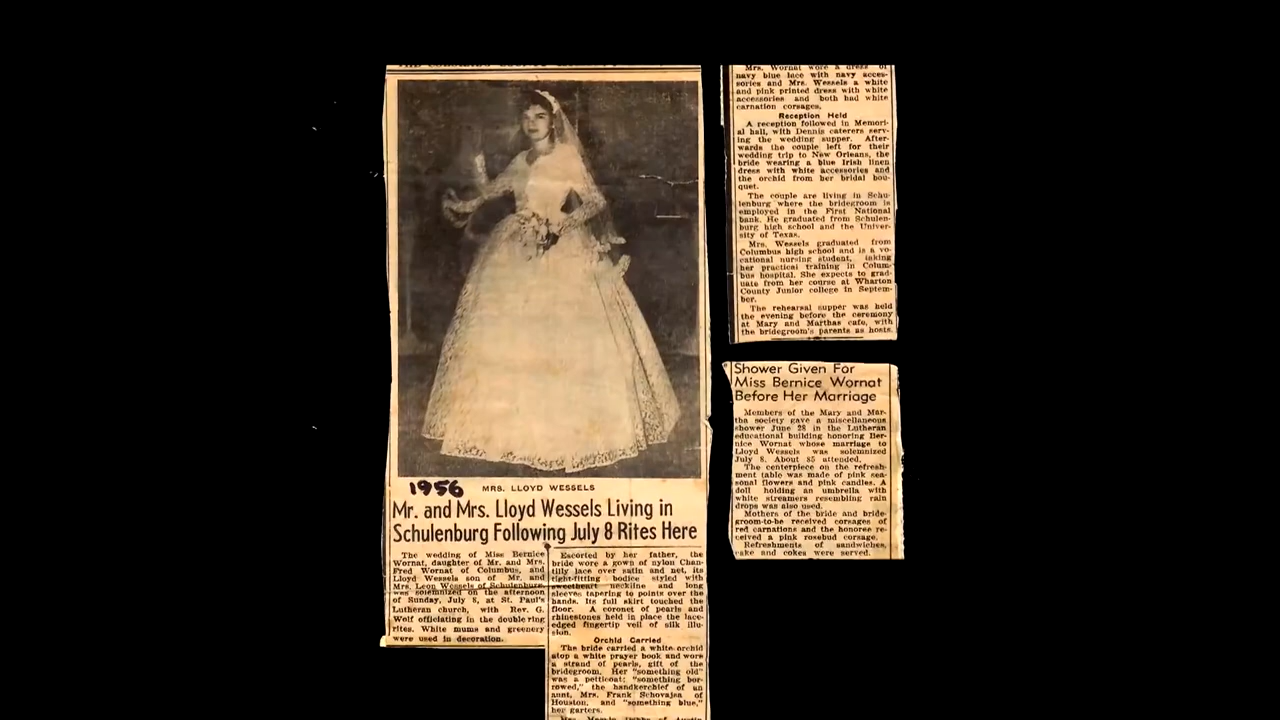 1956
MRS. LLOYD WESSELS
Mr. and Mrs. Lloyd Wessels Living in
Schulenburg Following July 8 Rites Here
The wedding of Miss Bernice
Wornat, daughter of Mr. and Mrs.
Fred Wornat of Columbus, and
Lloyd Wessels son of Mr. and
Mrs. Leon Wessels of Schulenburg,
was solemnized on the afternoon
of Sunday, July 8, at St. Paul's
Lutheran church, with Rev. G.
Wolf officiating in the double ring
rites. White mums and greenery
were used in decoration.
Escorted by her father, the
bride wore a gown of nylon Chan-
tilly lace over satin and net, its
tight-fitting bodice styled with
sweetheart neckline and long
sleeves tapering to points over the
hands. Its full skirt touched the
floor. A coronet of pearls and
rhinestones held in place the lace-
edged fingertip veil of silk illu-
sion.
Orchid Carried
The bride carried a white orchid
atop a white prayer book and wore
a strand of pearls, gift of the
bridegroom. Her "something old"
was a petticoat; "something bor-
rowed," the handkerchief of an
aunt, Mrs. Frank Schovajsa of
Houston, and "something blue,"
her garters.
Mrs. Wornat wore a dress of
navy blue lace with navy acces-
sories and Mrs. Wessels a white
and pink printed dress with white
accessories and both had white
carnation corsages.
Reception Held
A reception followed in Memori-
al hall, with Dennis caterers serv-
ing the wedding supper. After-
wards the couple left for their
wedding trip to New Orleans, the
bride wearing a blue Irish linen
dress with white accessories and
the orchid from her bridal bou-
quet.
The couple are living in Schu-
lenburg where the bridegroom is
employed in the First National
bank. He graduated from Schulen-
burg high school and the Univer-
sity of Texas.
Mrs. Wessels graduated from
Columbus high school and is a vo-
cational nursing student, taking
her practical training in Colum-
bus hospital. She expects to grad-
uate from her course at Wharton
County Junior college in Septem-
ber.
The rehearsal supper was held
the evening before the ceremony
at Mary and Marthas cafe, with
the bridegroom's parents as hosts.
Shower Given For
Miss Bernice Wornat
Before Her Marriage
Members of the Mary and Mar-
tha society gave a miscellaneous
shower June 28 in the Lutheran
educational building honoring Ber-
nice Wornat whose marriage to
Lloyd Wessels was solemnized
July 8. About 85 attended.
The centerpiece on the refresh-
ment table was made of pink sea-
sonal flowers and pink candles. A
doll holding an umbrella with
white streamers resembling rain
drops was also used.
Mothers of the bride and bride-
groom-to-be received corsages of
red carnations and the honoree re-
ceived a pink rosebud corsage.
Refreshments of sandwiches,
cake and cokes were served.